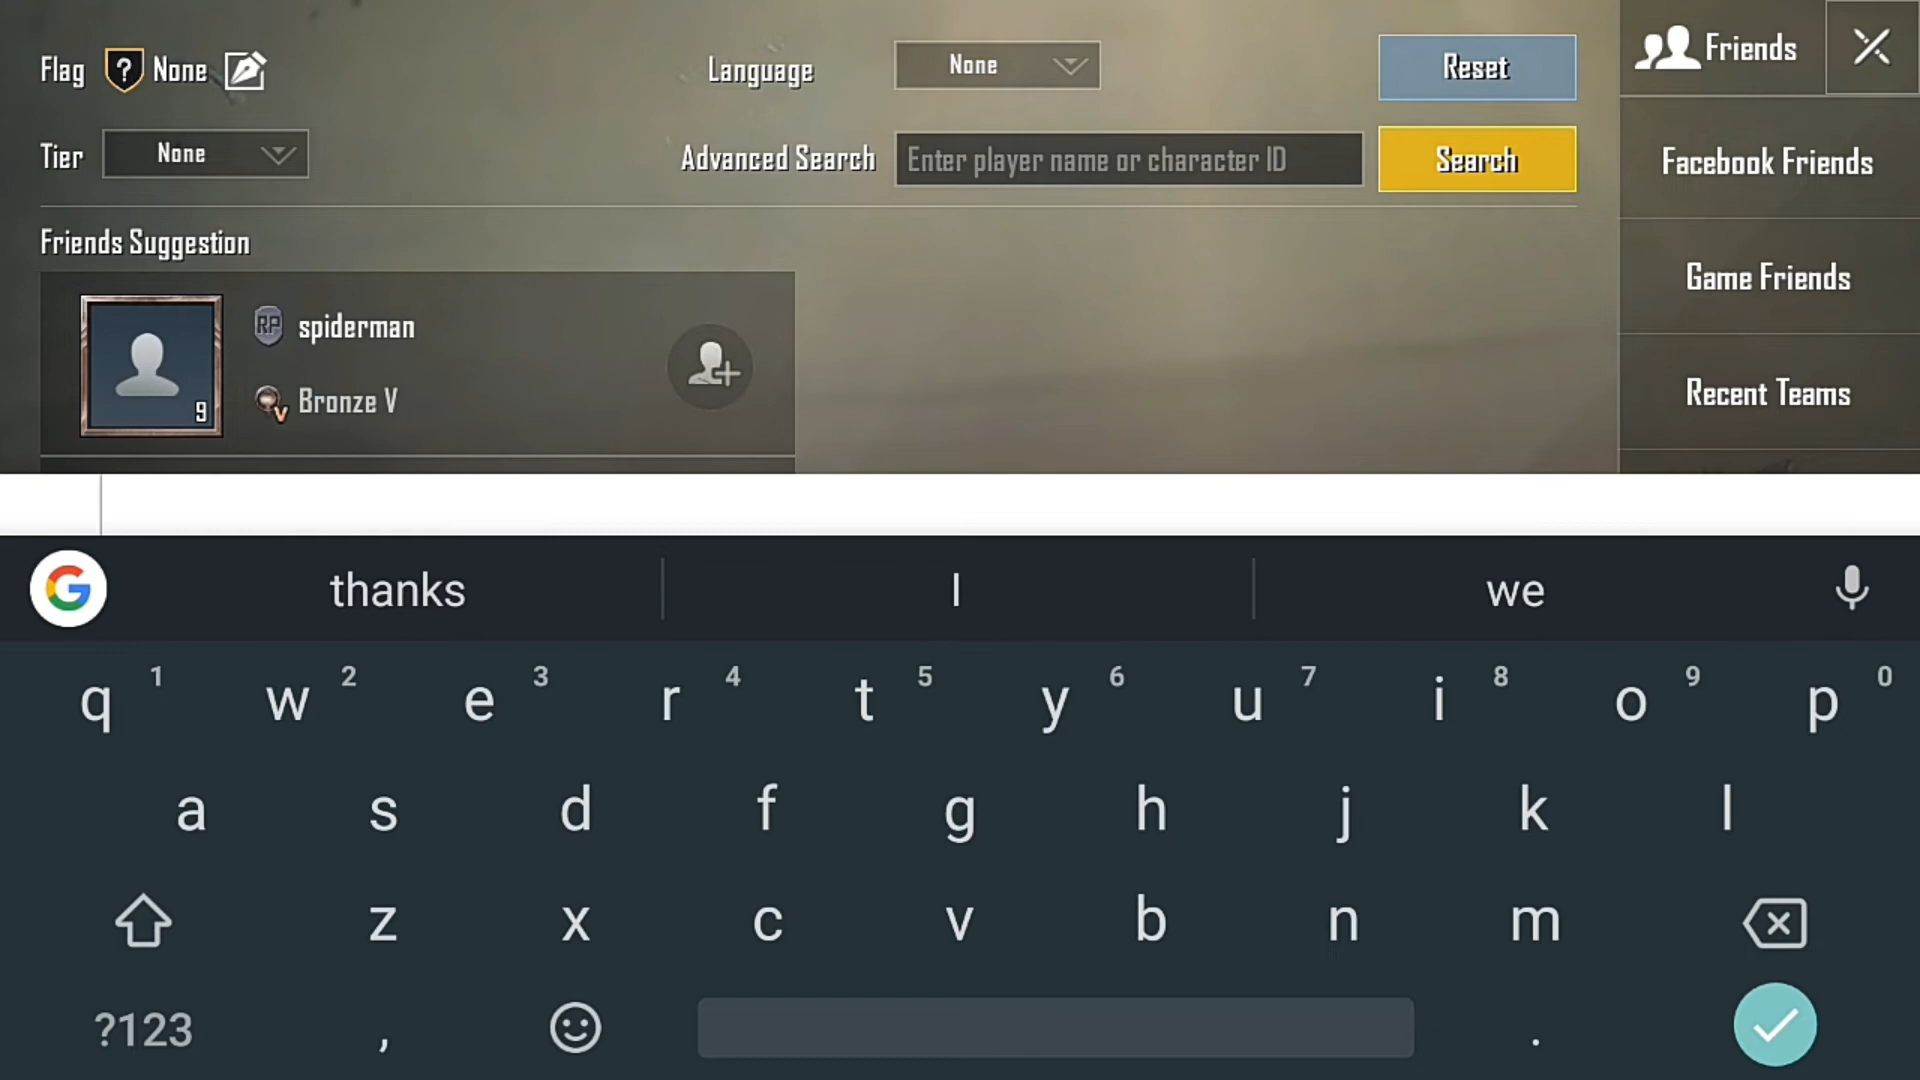 Flag ? None
Language None
Reset
Friends
Tier None
Advanced Search Enter player name or character ID
Search
Facebook Friends
Friends Suggestion
Game Friends
RP spiderman
9
V Bronze V
Recent Teams
G thanks I we
q 1 w 2 e 3 r 4 t 5 y 6 u 7 i 8 o 9 p 0
a s d f g h j k l
z x c v b n m
?123 , .